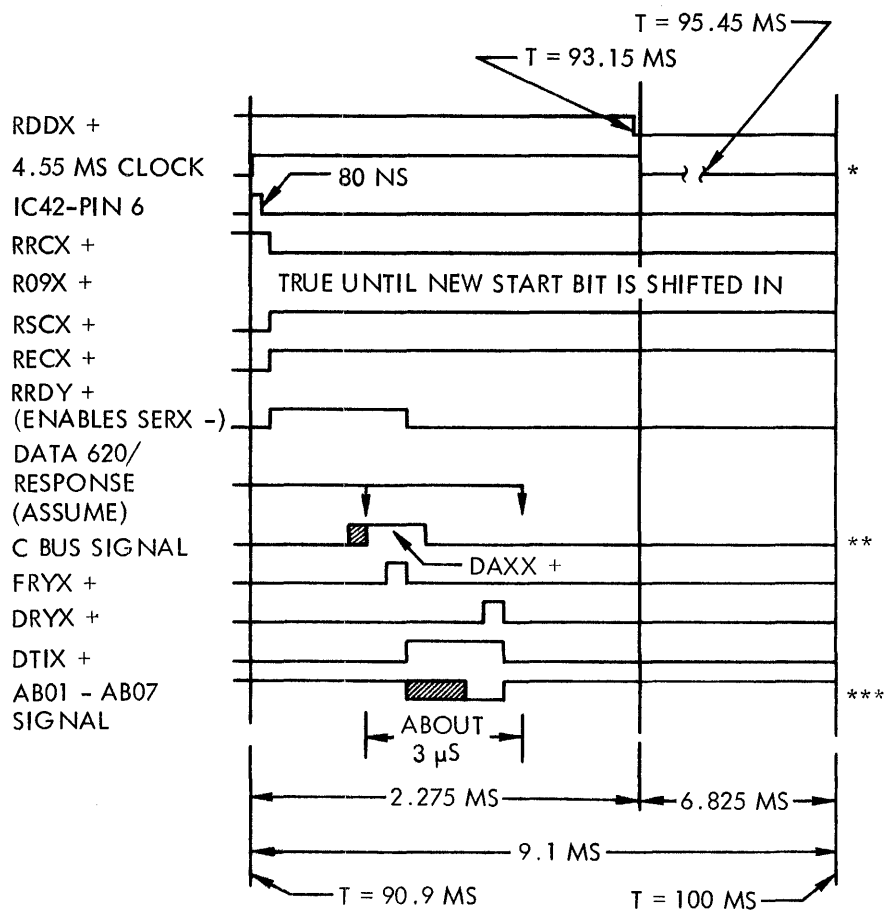 T = 95.45 MS
T = 93.15 MS
RDDX +
4.55 MS CLOCK
80 NS
*
IC42-PIN 6
RRCX +
R09X +
TRUE UNTIL NEW START BIT IS SHIFTED IN
RSCX +
RECX +
RRDY +
(ENABLES SERX -)
DATA 620/
RESPONSE
(ASSUME)
C BUS SIGNAL
**
DAXX +
FRYX +
DRYX +
DTIX +
AB01 - AB07
SIGNAL
***
ABOUT
3 µS
2.275 MS
6.825 MS
9.1 MS
T = 90.9 MS
T = 100 MS